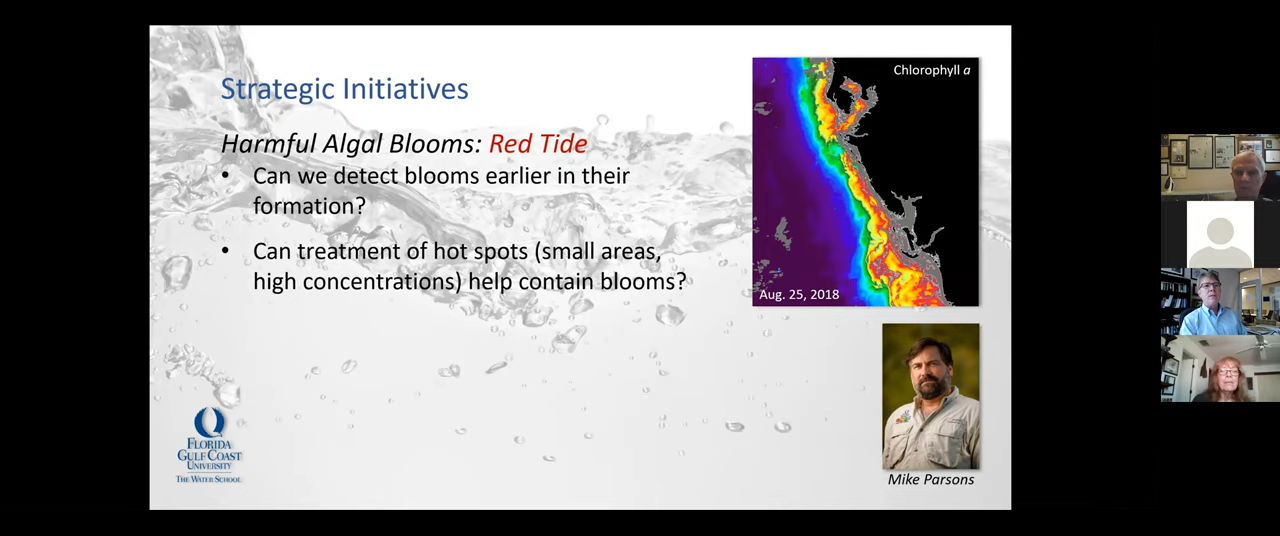 Strategic Initiatives
Harmful Algal Blooms: Red Tide
• Can we detect blooms earlier in their
formation?
• Can treatment of hot spots (small areas,
high concentrations) help contain blooms?
Chlorophyll a
Aug. 25, 2018
Mike Parsons
FLORIDA
GULF COAST
UNIVERSITY
THE WATER SCHOOL